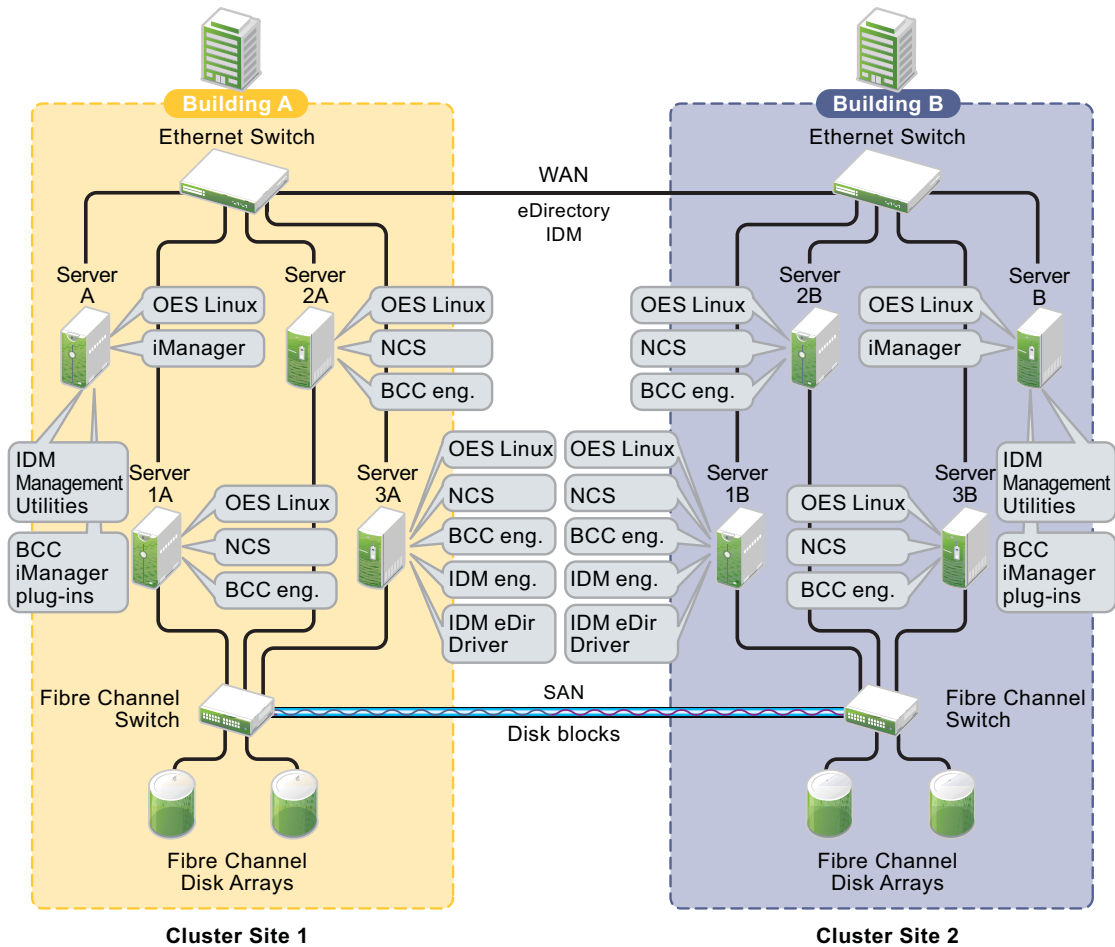 Building A
Ethernet Switch
Building B
Ethernet Switch
WAN
eDirectory
IDM
Server
A
OES Linux
iManager
IDM
Management
Utilities
BCC
iManager
plug-ins
Server
2A
OES Linux
NCS
BCC eng.
Server
1A
OES Linux
NCS
BCC eng.
Server
3A
OES Linux
NCS
BCC eng.
IDM eng.
IDM eDir
Driver
Server
2B
OES Linux
NCS
BCC eng.
Server
B
OES Linux
iManager
IDM
Management
Utilities
BCC
iManager
plug-ins
Server
1B
OES Linux
NCS
BCC eng.
IDM eng.
IDM eDir
Driver
Server
3B
OES Linux
NCS
BCC eng.
Fibre Channel
Switch
SAN
Disk blocks
Fibre Channel
Switch
Fibre Channel
Disk Arrays
Fibre Channel
Disk Arrays
Cluster Site 1
Cluster Site 2